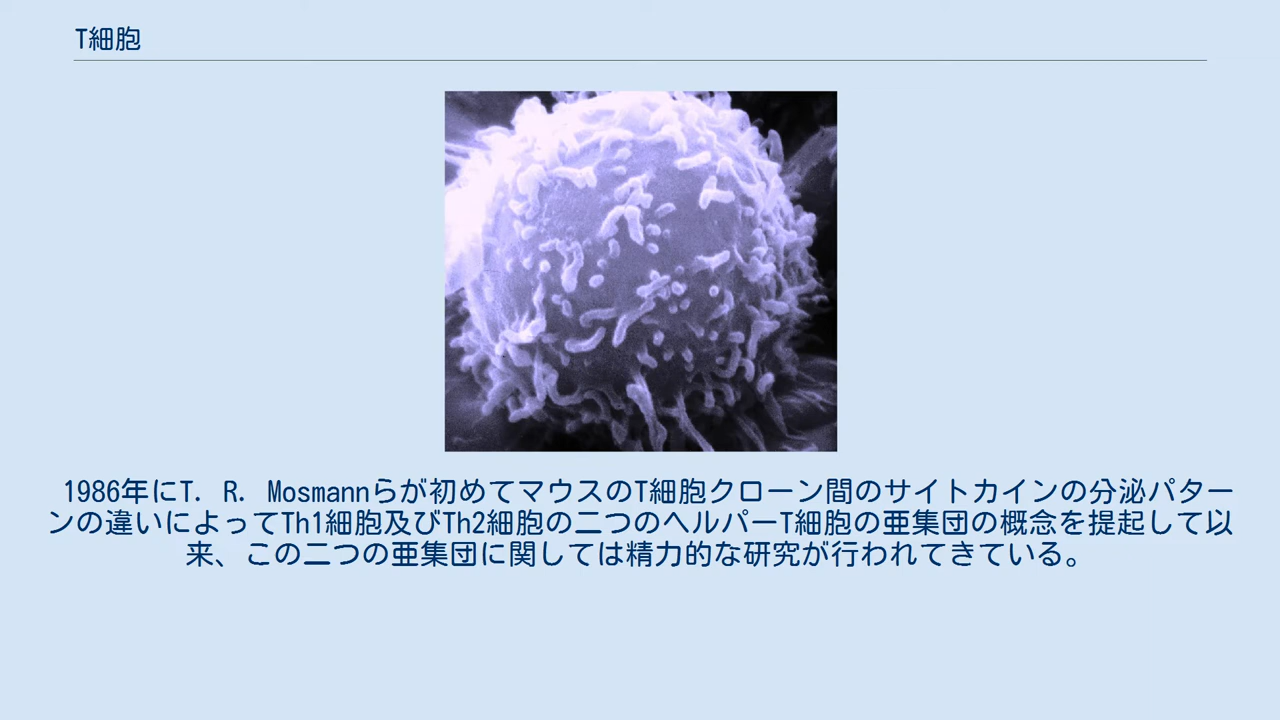 T細胞
1986年にT. R. Mosmannらが初めてマウスのT細胞クローン間のサイトカインの分泌パター
ンの違いによってTh1細胞及びTh2細胞の二つのヘルパーT細胞の亜集団の概念を提起して以
来、この二つの亜集団に関しては精力的な研究が行われてきている。